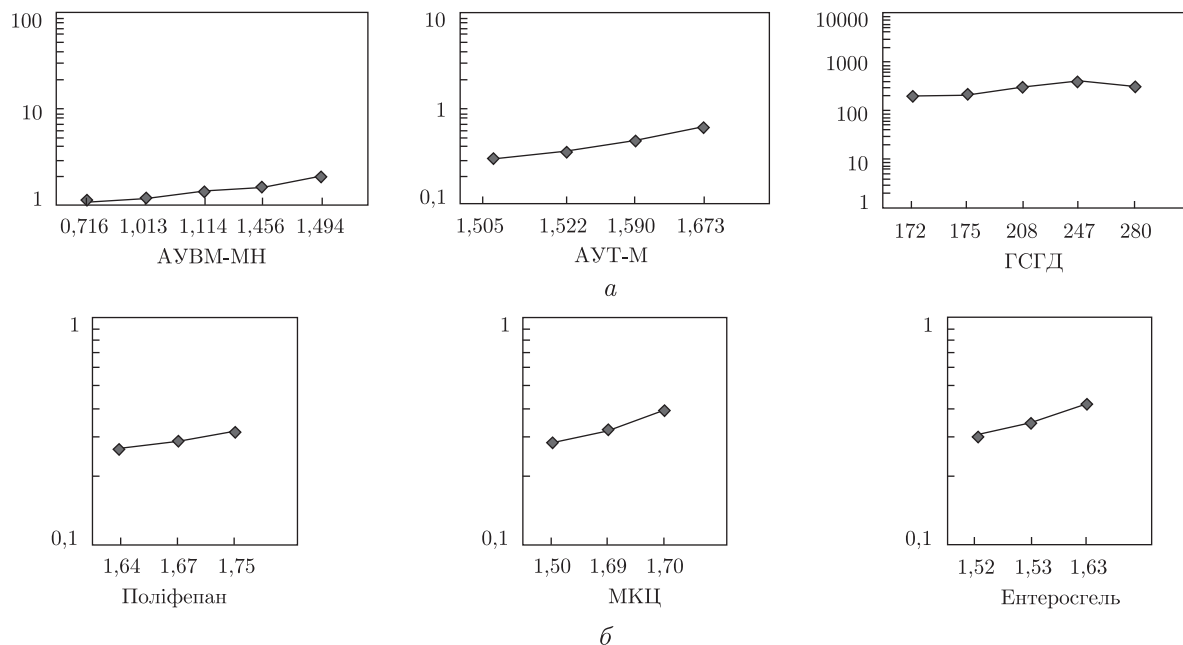 100
10
1
0,716 1,013 1,114 1,456 1,494
АУВМ-МН
10
1
0,1
1,505 1,522 1,590 1,673
АУТ-М
10000
1000
100
10
1
172 175 208 247 280
ГСГД
а
1
0,1
1,64 1,67 1,75
Поліфепан
1
0,1
1,50 1,69 1,70
МКЦ
1
0,1
1,52 1,53 1,63
Ентеросгель
б